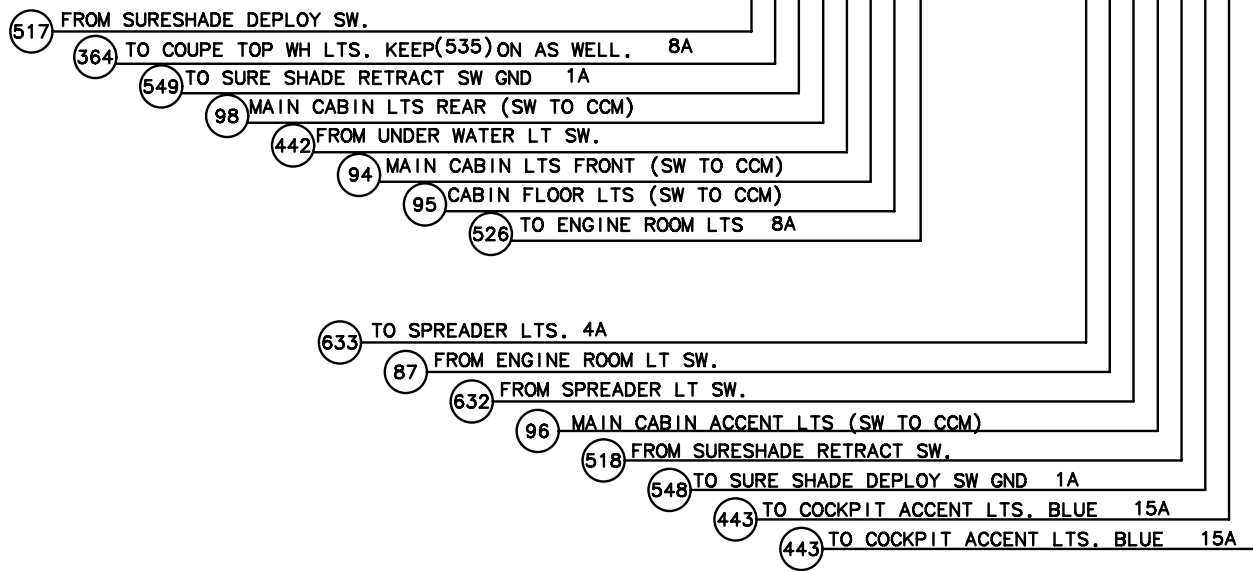 517 FROM SURESHADE DEPLOY SW.
364 TO COUPE TOP WH LTS. KEEP(535)ON AS WELL. 8A
549 TO SURE SHADE RETRACT SW GND 1A
98 MAIN CABIN LTS REAR (SW TO CCM)
442 FROM UNDER WATER LT SW.
94 MAIN CABIN LTS FRONT (SW TO CCM)
95 CABIN FLOOR LTS (SW TO CCM)
526 TO ENGINE ROOM LTS 8A
633 TO SPREADER LTS. 4A
87 FROM ENGINE ROOM LT SW.
632 FROM SPREADER LT SW.
96 MAIN CABIN ACCENT LTS (SW TO CCM)
518 FROM SURESHADE RETRACT SW.
548 TO SURE SHADE DEPLOY SW GND 1A
443 TO COCKPIT ACCENT LTS. BLUE 15A
443 TO COCKPIT ACCENT LTS. BLUE 15A